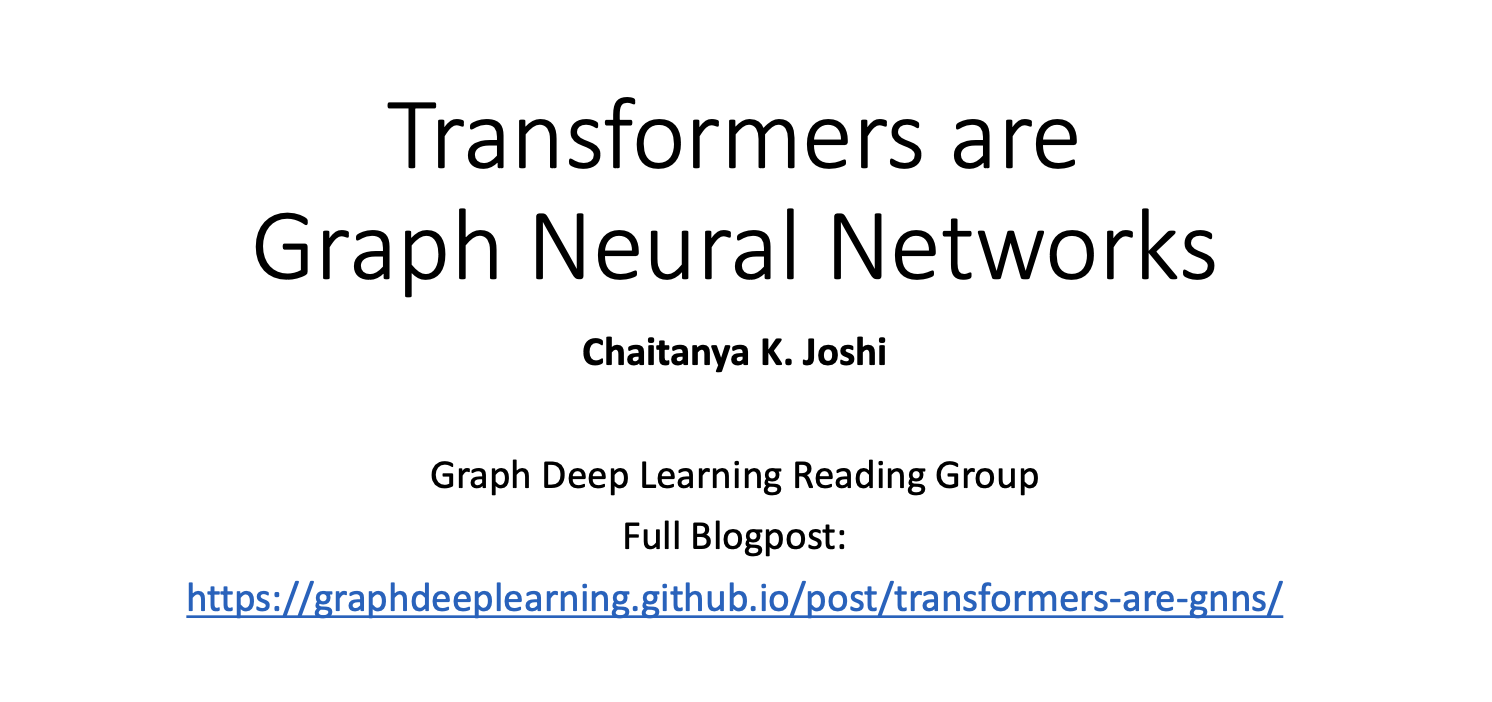 Transformers are
Graph Neural Networks
Chaitanya K. Joshi
Graph Deep Learning Reading Group
Full Blogpost:
https://graphdeeplearning.github.io/post/transformers-are-gnns/